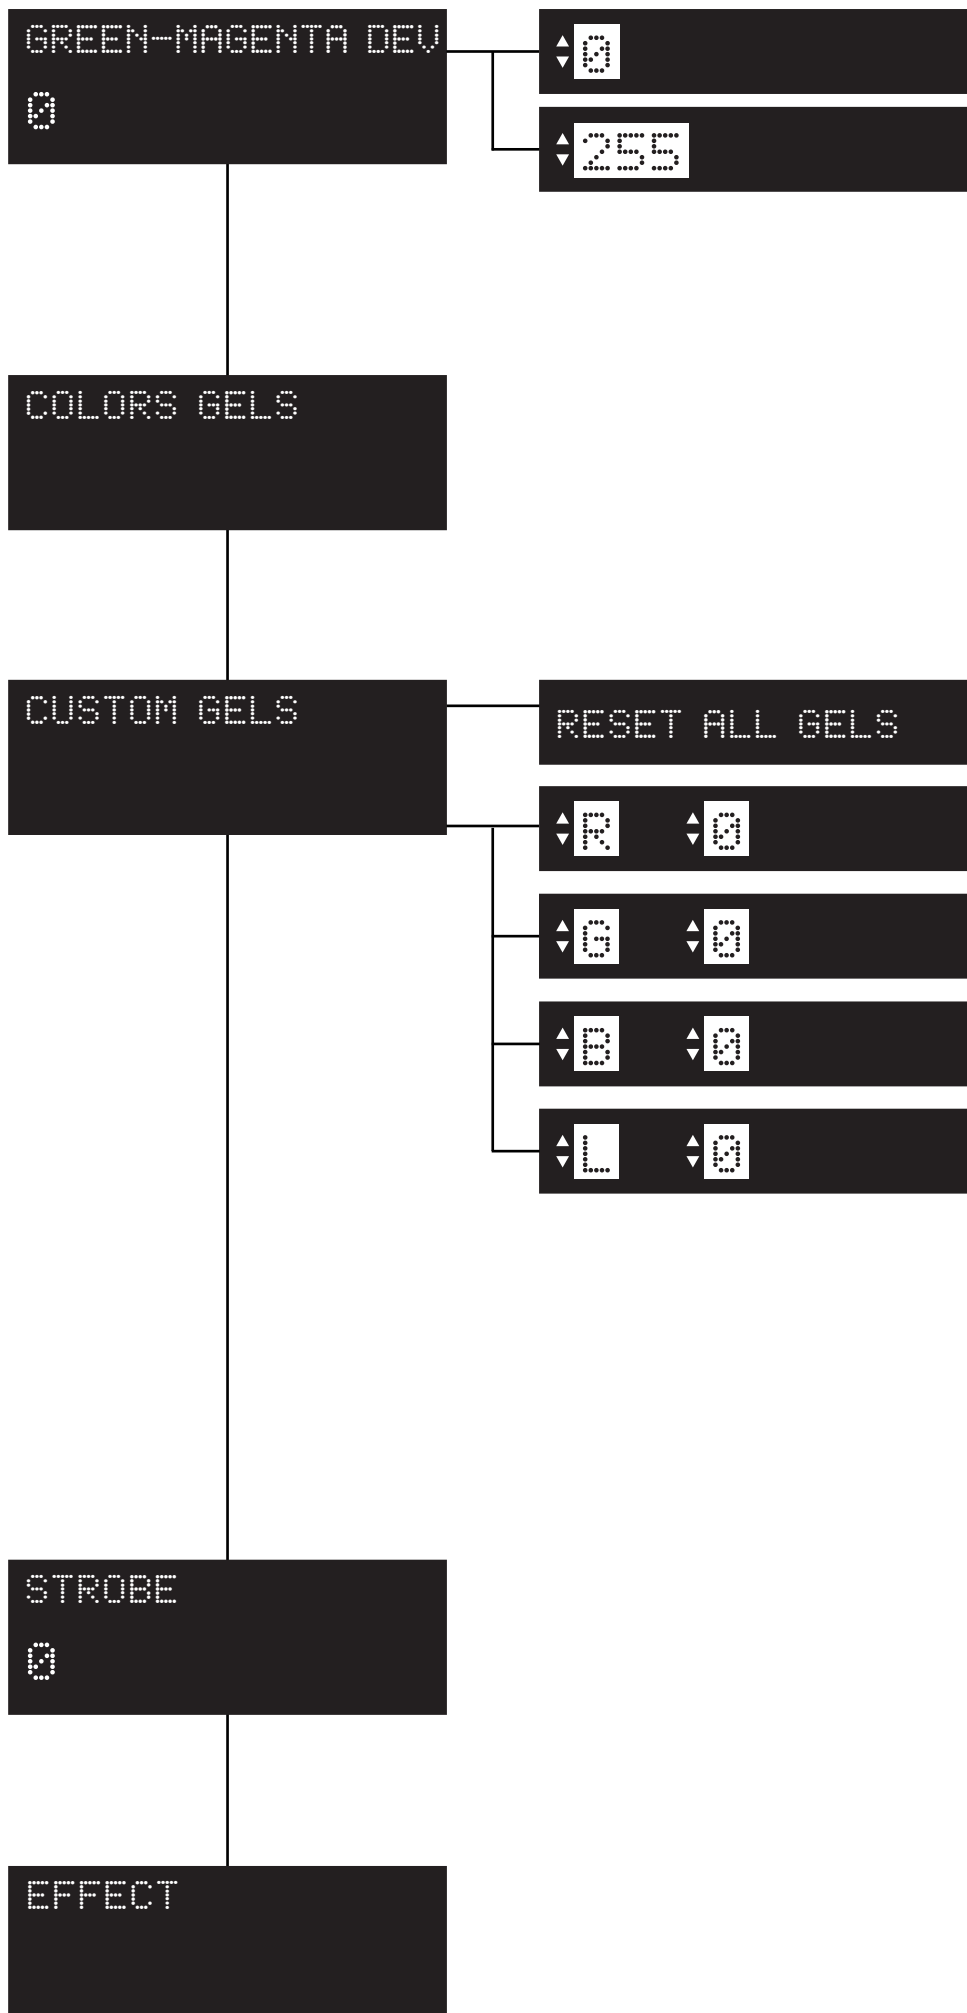 GREEN-MAGENTA DEV
0
0
255
COLORS GELS
CUSTOM GELS
RESET ALL GELS
R 0
G 0
B 0
L 0
STROBE
0
EFFECT